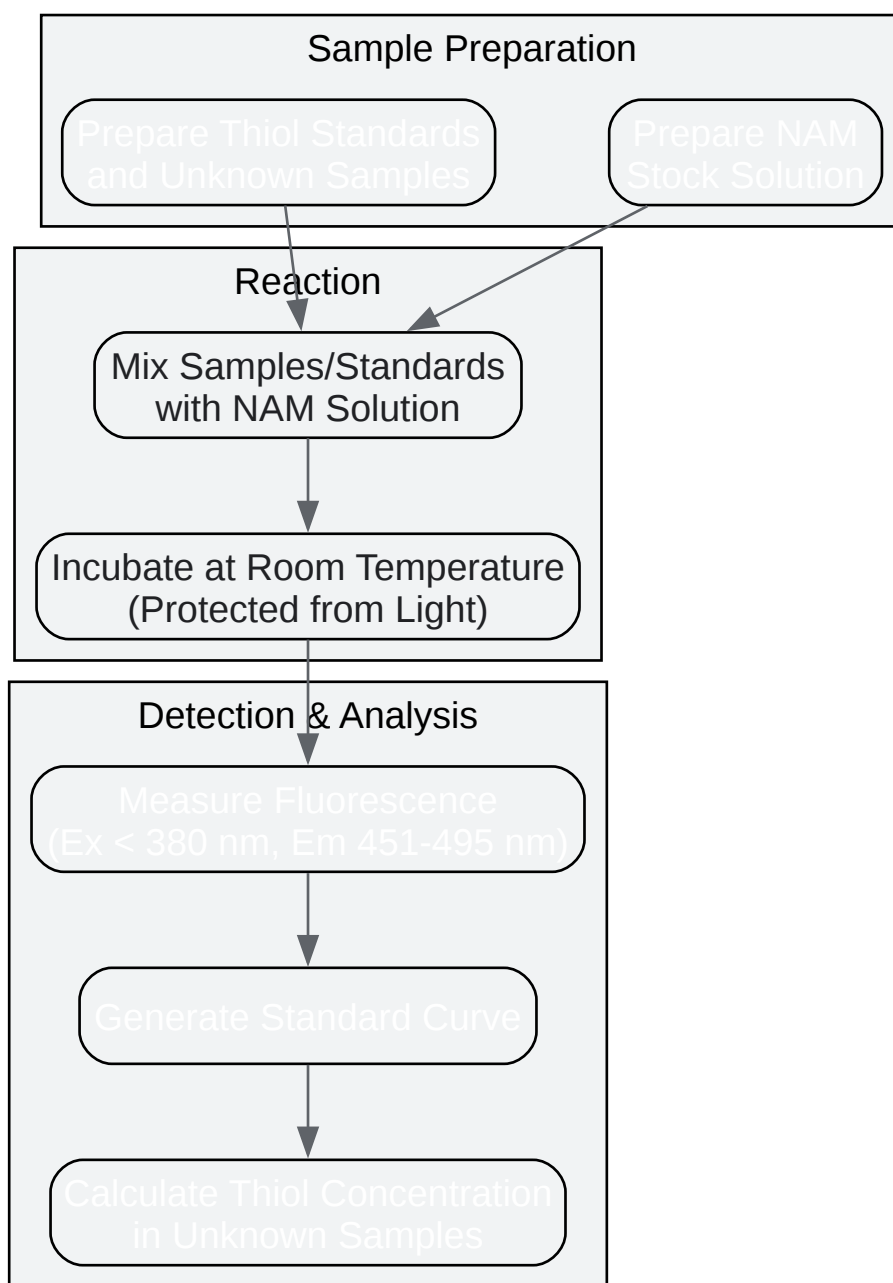 Sample Preparation
Prepare Thiol Standards
and Unknown Samples
Prepare NAM
Stock Solution
Reaction
Mix Samples/Standards
with NAM Solution
Incubate at Room Temperature
(Protected from Light)
Detection & Analysis
Measure Fluorescence
(Ex < 380 nm, Em 451-495 nm)
Generate Standard Curve
Calculate Thiol Concentration
in Unknown Samples